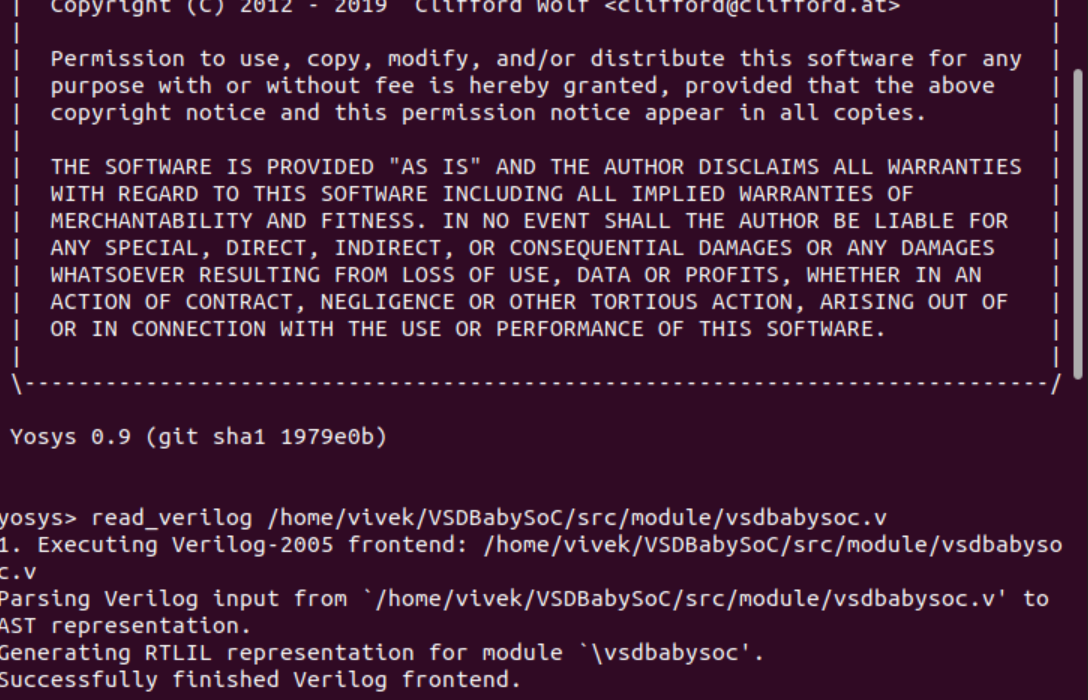 |   Copyright (C) 2012 - 2019  Clifford Wolf <clifford@clifford.at>           |
|                                                                            |
|  Permission to use, copy, modify, and/or distribute this software for any  |
|  purpose with or without fee is hereby granted, provided that the above    |
|  copyright notice and this permission notice appear in all copies.         |
|                                                                            |
|  THE SOFTWARE IS PROVIDED "AS IS" AND THE AUTHOR DISCLAIMS ALL WARRANTIES  |
|  WITH REGARD TO THIS SOFTWARE INCLUDING ALL IMPLIED WARRANTIES OF          |
|  MERCHANTABILITY AND FITNESS. IN NO EVENT SHALL THE AUTHOR BE LIABLE FOR   |
|  ANY SPECIAL, DIRECT, INDIRECT, OR CONSEQUENTIAL DAMAGES OR ANY DAMAGES    |
|  WHATSOEVER RESULTING FROM LOSS OF USE, DATA OR PROFITS, WHETHER IN AN     |
|  ACTION OF CONTRACT, NEGLIGENCE OR OTHER TORTIOUS ACTION, ARISING OUT OF   |
|  OR IN CONNECTION WITH THE USE OR PERFORMANCE OF THIS SOFTWARE.            |
|                                                                            |
\----------------------------------------------------------------------------/
Yosys 0.9 (git sha1 1979e0b)
yosys> read_verilog /home/vivek/VSDBabySoC/src/module/vsdbabysoc.v
1. Executing Verilog-2005 frontend: /home/vivek/VSDBabySoC/src/module/vsdbabyso
c.v
Parsing Verilog input from `/home/vivek/VSDBabySoC/src/module/vsdbabysoc.v' to
AST representation.
Generating RTLIL representation for module `\vsdbabysoc'.
Successfully finished Verilog frontend.